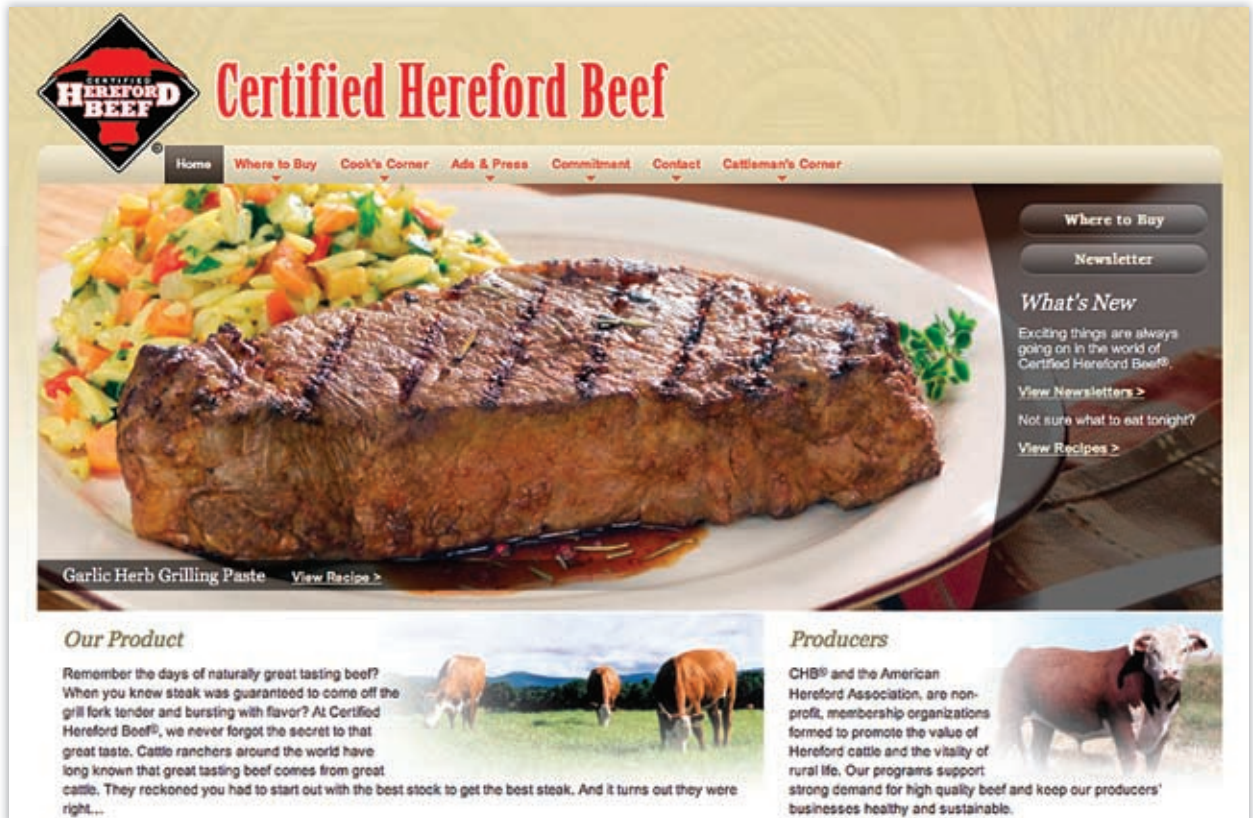 CERTIFIED
HEREFORD
BEEF
®
Certified Hereford Beef
Home Where to Buy Cook's Corner Ads & Press Commitment Contact Cattleman's Corner
Where to Buy
Newsletter
What's New
Exciting things are always
going on in the world of
Certified Hereford Beef®.
View Newsletters >
Not sure what to eat tonight?
View Recipes >
Garlic Herb Grilling Paste View Recipe >
Our Product
Remember the days of naturally great tasting beef?
When you knew steak was guaranteed to come off the
grill fork tender and bursting with flavor? At Certified
Hereford Beef®, we never forgot the secret to that
great taste. Cattle ranchers around the world have
long known that great tasting beef comes from great
cattle. They reckoned you had to start out with the best stock to get the best steak. And it turns out they were
right...
Producers
CHB® and the American
Hereford Association, are non-
profit, membership organizations
formed to promote the value of
Hereford cattle and the vitality of
rural life. Our programs support
strong demand for high quality beef and keep our producers'
businesses healthy and sustainable.